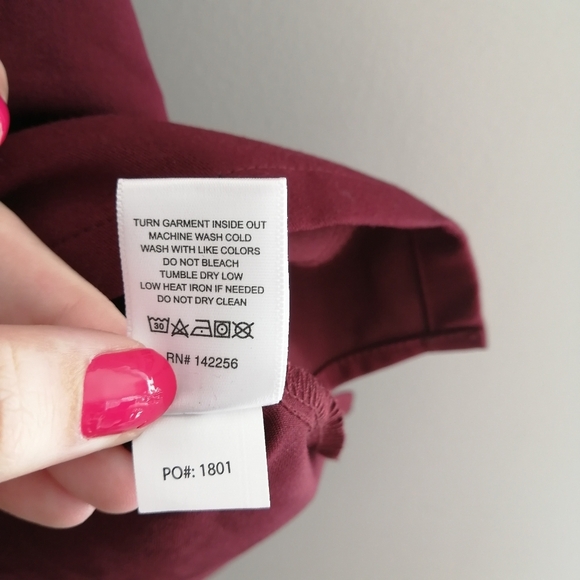 TURN GARMENT INSIDE OUT
MACHINE WASH COLD
WASH WITH LIKE COLORS
DO NOT BLEACH
TUMBLE DRY LOW
LOW HEAT IRON IF NEEDED
DO NOT DRY CLEAN
30
RN# 142256
PO#: 1801